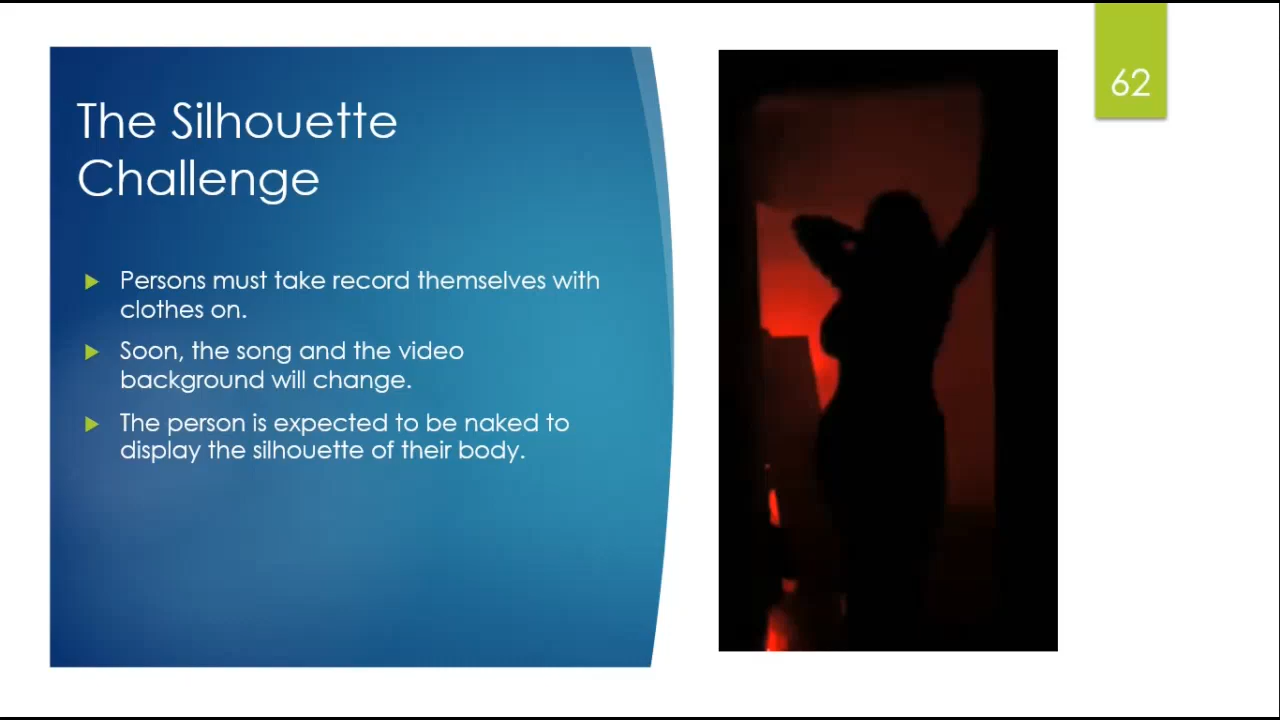 62
The Silhouette
Challenge
Persons must take record themselves with
clothes on.
Soon, the song and the video
background will change.
The person is expected to be naked to
display the silhouette of their body.